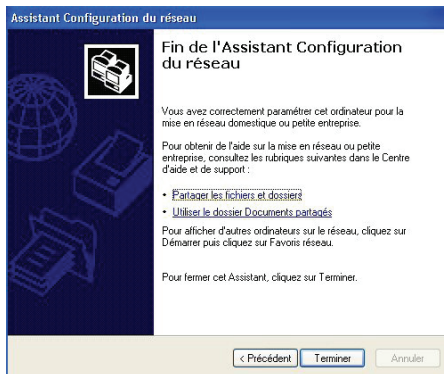 Assistant Configuration du réseau
Fin de l'Assistant Configuration
du réseau
Vous avez correctement paramétrer cet ordinateur pour la
mise en réseau domestique ou petite entreprise.
Pour obtenir de l'aide sur la mise en réseau ou petite
entreprise, consultez les rubriques suivantes dans le Centre
d'aide et de support :
• Partager les fichiers et dossiers
• Utiliser le dossier Documents partagés
Pour afficher d'autres ordinateurs sur le réseau, cliquez sur
Démarrer puis cliquez sur Favoris réseau.
Pour fermer cet Assistant, cliquez sur Terminer.
< Précédent Terminer Annuler